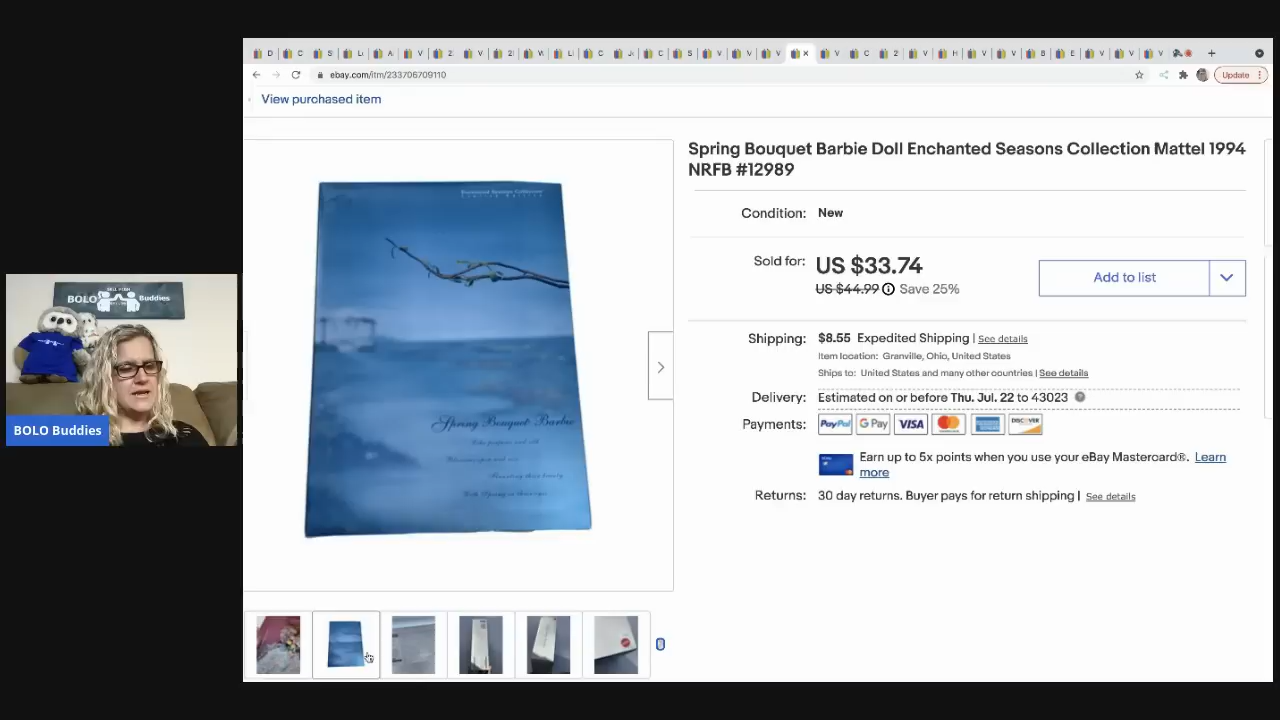 ebay.com/itm/233706709110
Update
View purchased item
Spring Bouquet Barbie Doll Enchanted Seasons Collection Mattel 1994
NRFB #12989
Condition: New
Sold for: US $33.74
US $44.99 Save 25%
Add to list
Shipping: $8.55 Expedited Shipping | See details
Item location: Granville, Ohio, United States
Ships to: United States and many other countries | See details
Delivery: Estimated on or before Thu. Jul. 22 to 43023
Payments: PayPal G Pay VISA DISCOVER
Earn up to 5x points when you use your eBay Mastercard®. Learn
more
Returns: 30 day returns. Buyer pays for return shipping | See details
Enchanted Seasons Collection
Spring Bouquet Barbie
BOLO Buddies
BOLO Buddies